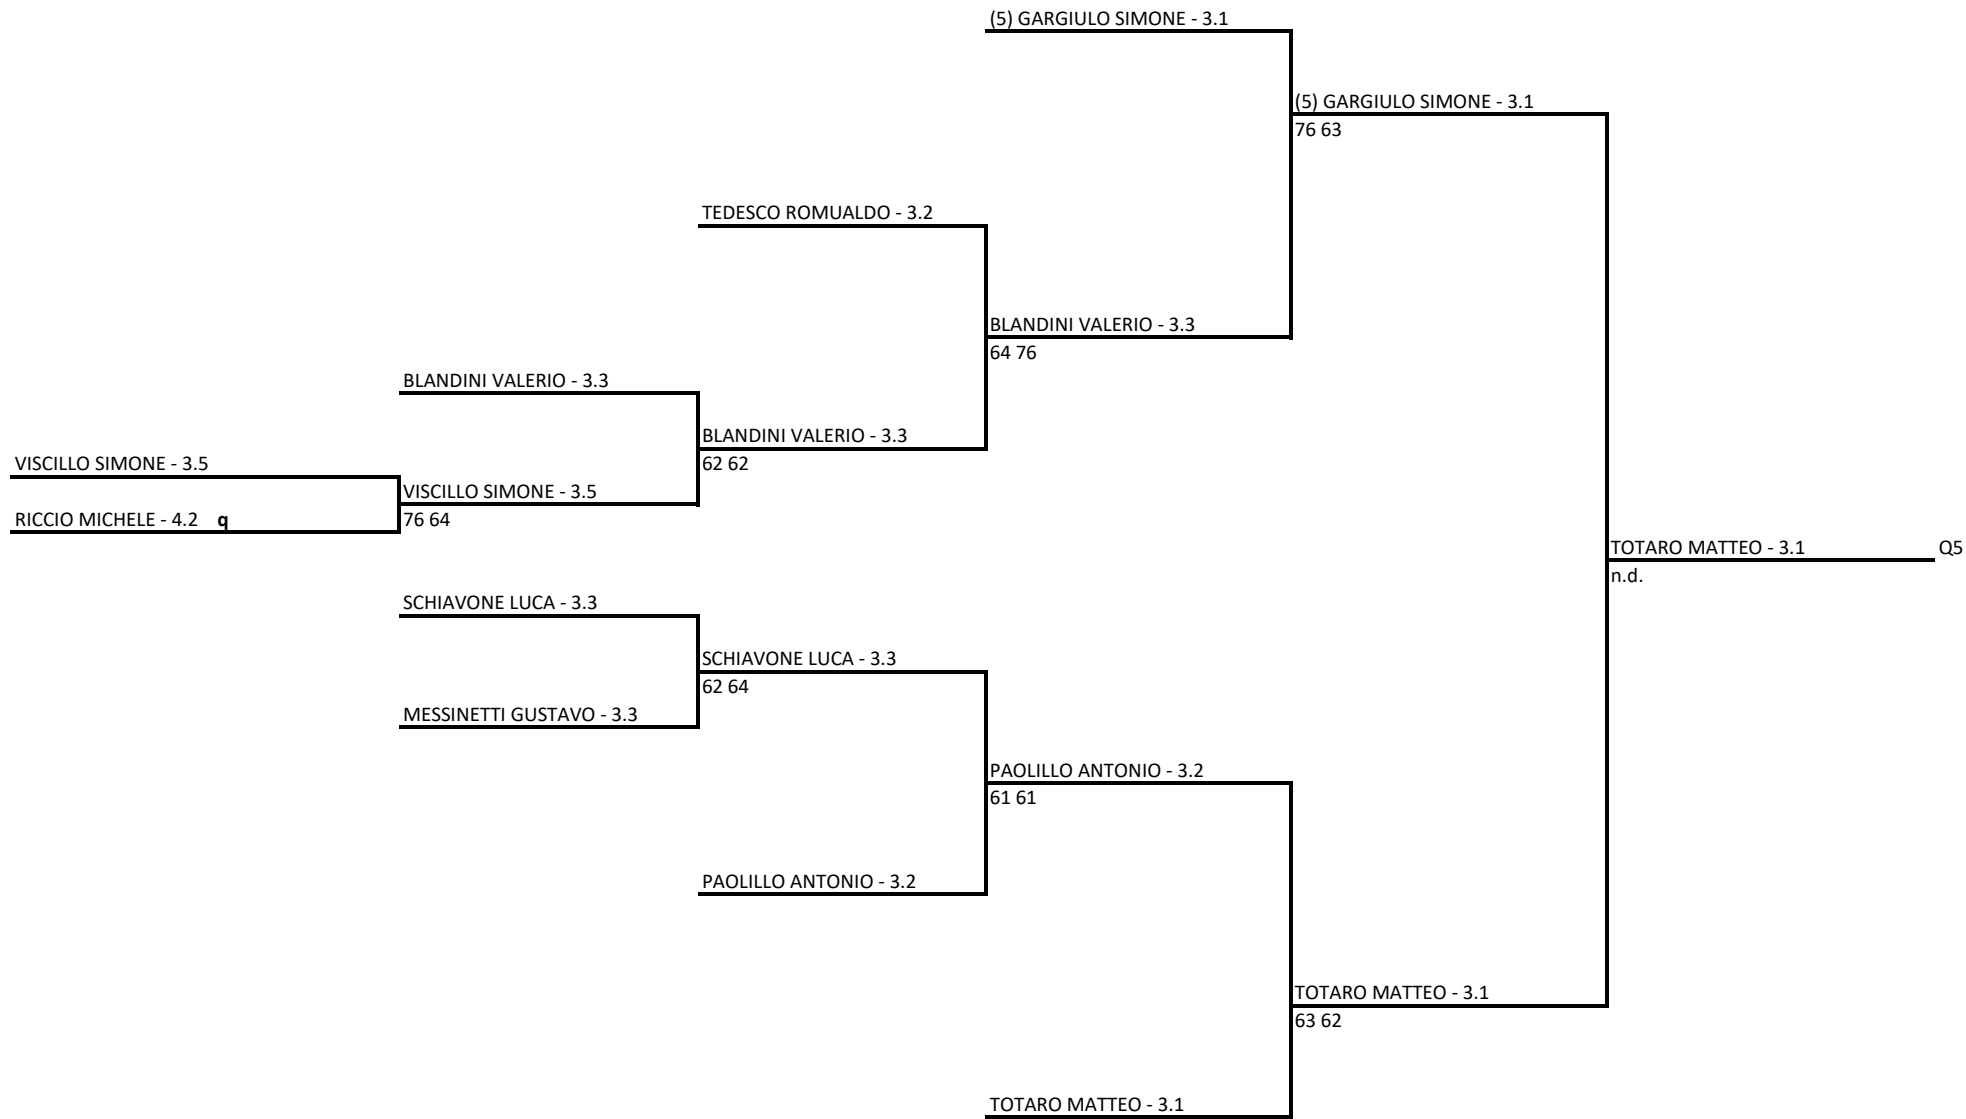 (5) GARGIULO SIMONE - 3.1
(5) GARGIULO SIMONE - 3.1
76 63
TEDESCO ROMUALDO - 3.2
BLANDINI VALERIO - 3.3
64 76
BLANDINI VALERIO - 3.3
BLANDINI VALERIO - 3.3
62 62
VISCILLO SIMONE - 3.5
VISCILLO SIMONE - 3.5
76 64
RICCIO MICHELE - 4.2 q
TOTARO MATTEO - 3.1 Q5
n.d.
SCHIAVONE LUCA - 3.3
SCHIAVONE LUCA - 3.3
62 64
MESSINETTI GUSTAVO - 3.3
PAOLILLO ANTONIO - 3.2
61 61
PAOLILLO ANTONIO - 3.2
TOTARO MATTEO - 3.1
63 62
TOTARO MATTEO - 3.1